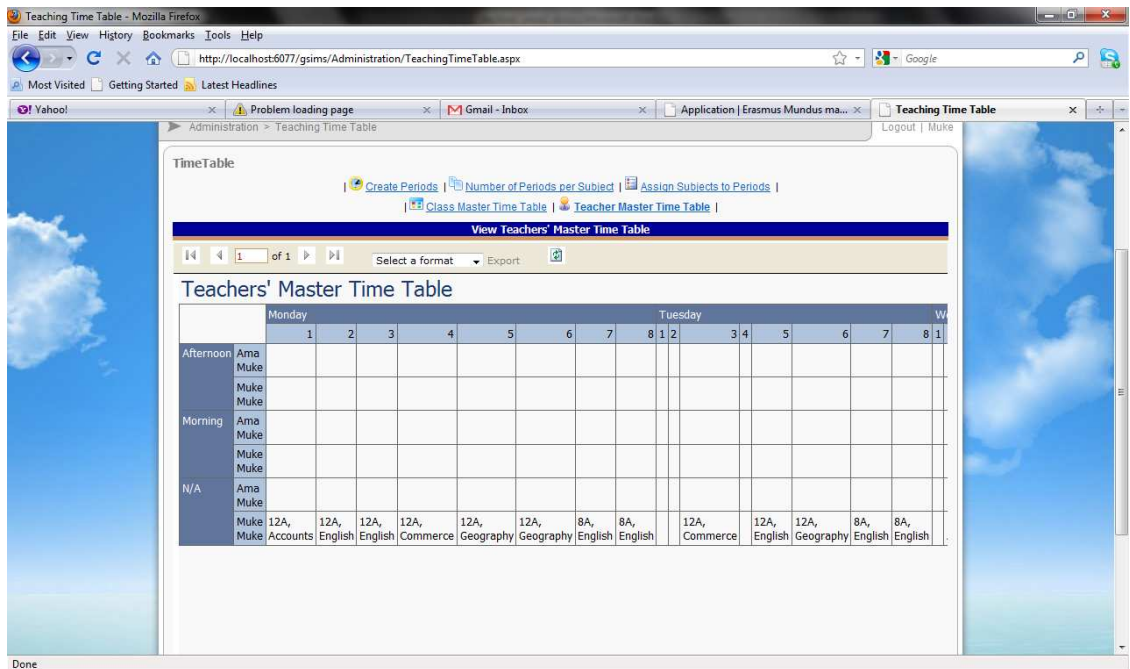 Teaching Time Table - Mozilla Firefox
File Edit View History Bookmarks Tools Help
http://localhost:6077/gsims/Administration/TeachingTimeTable.aspx Google
Most Visited Getting Started Latest Headlines
Yahoo! Problem loading page Gmail - Inbox Application | Erasmus Mundus ma... Teaching Time Table
Administration > Teaching Time Table Logout | Muke
TimeTable
| Create Periods | Number of Periods per Subject | Assign Subjects to Periods |
| Class Master Time Table | Teacher Master Time Table |
View Teachers' Master Time Table
1 of 1 Select a format Export
Teachers' Master Time Table
Monday Tuesday We
1 2 3 4 5 6 7 8 1 2 3 4 5 6 7 8 1
Afternoon Ama
Muke
Muke
Muke
Morning Ama
Muke
Muke
Muke
N/A Ama
Muke
Muke 12A, 12A, 12A, 12A, 12A, 12A, 8A, 8A, 12A, 12A, 12A, 8A, 8A,
Muke Accounts English English Commerce Geography Geography English English Commerce English Geography English English
Done